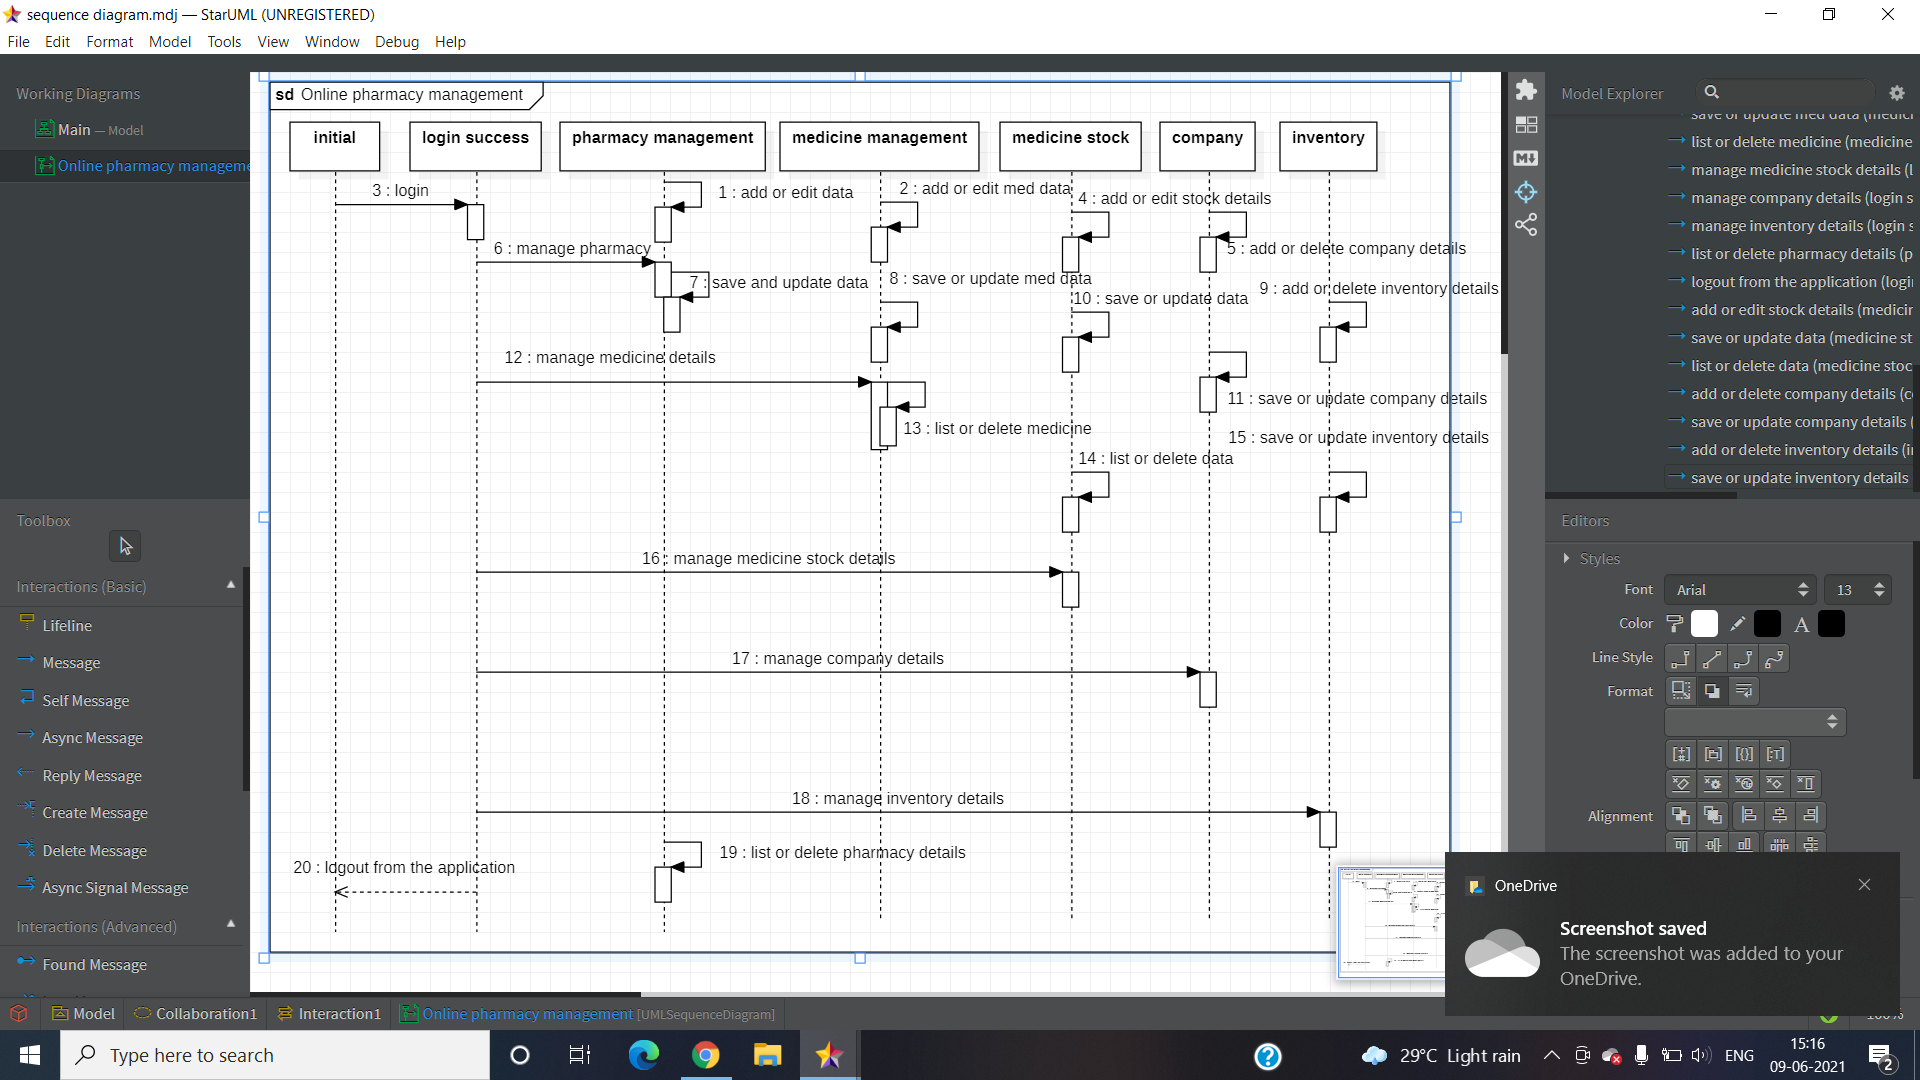 sequence diagram.mdj — StarUML (UNREGISTERED)
File Edit Format Model Tools View Window Debug Help
Working Diagrams
Main — Model
Online pharmacy manageme
Toolbox
Interactions (Basic)
Lifeline
Message
Self Message
Async Message
Reply Message
Create Message
Delete Message
Async Signal Message
Interactions (Advanced)
Found Message
sd Online pharmacy management
initial
login success
pharmacy management
medicine management
medicine stock
company
inventory
3 : login
1 : add or edit data
2 : add or edit med data
4 : add or edit stock details
6 : manage pharmacy
5 : add or delete company details
7 : save and update data
8 : save or update med data
9 : add or delete inventory details
10 : save or update data
12 : manage medicine details
11 : save or update company details
13 : list or delete medicine
15 : save or update inventory details
14 : list or delete data
16 : manage medicine stock details
17 : manage company details
18 : manage inventory details
19 : list or delete pharmacy details
20 : logout from the application
Model Explorer
save or update med data (medici
list or delete medicine (medicine
manage medicine stock details (l
manage company details (login s
manage inventory details (login s
list or delete pharmacy details (p
logout from the application (logi
add or edit stock details (medicin
save or update data (medicine st
list or delete data (medicine stoc
add or delete company details (c
save or update company details (
add or delete inventory details (i
save or update inventory details
Editors
Styles
Font Arial 13
Color A
Line Style
Format
Alignment
OneDrive
Screenshot saved
The screenshot was added to your
OneDrive.
Model Collaboration1 Interaction1 Online pharmacy management [UMLSequenceDiagram]
100%
Type here to search
29°C Light rain
ENG
15:16
09-06-2021
2